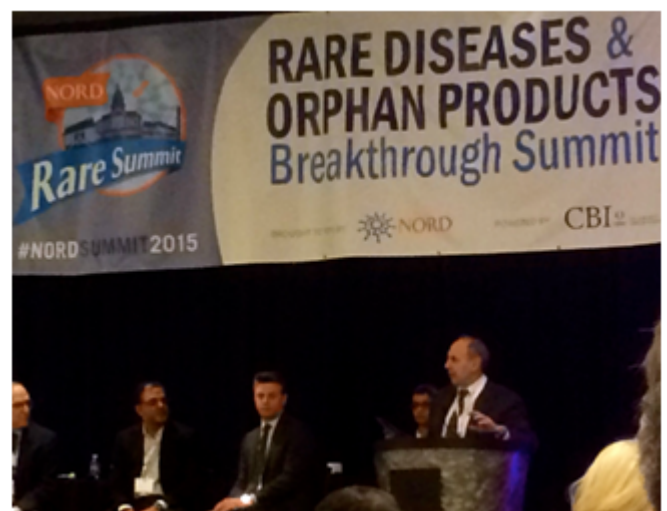 NORD
Rare Summit
#NORDSUMMIT2015
RARE DISEASES &
ORPHAN PRODUCTS
Breakthrough Summit
NORD
CBI